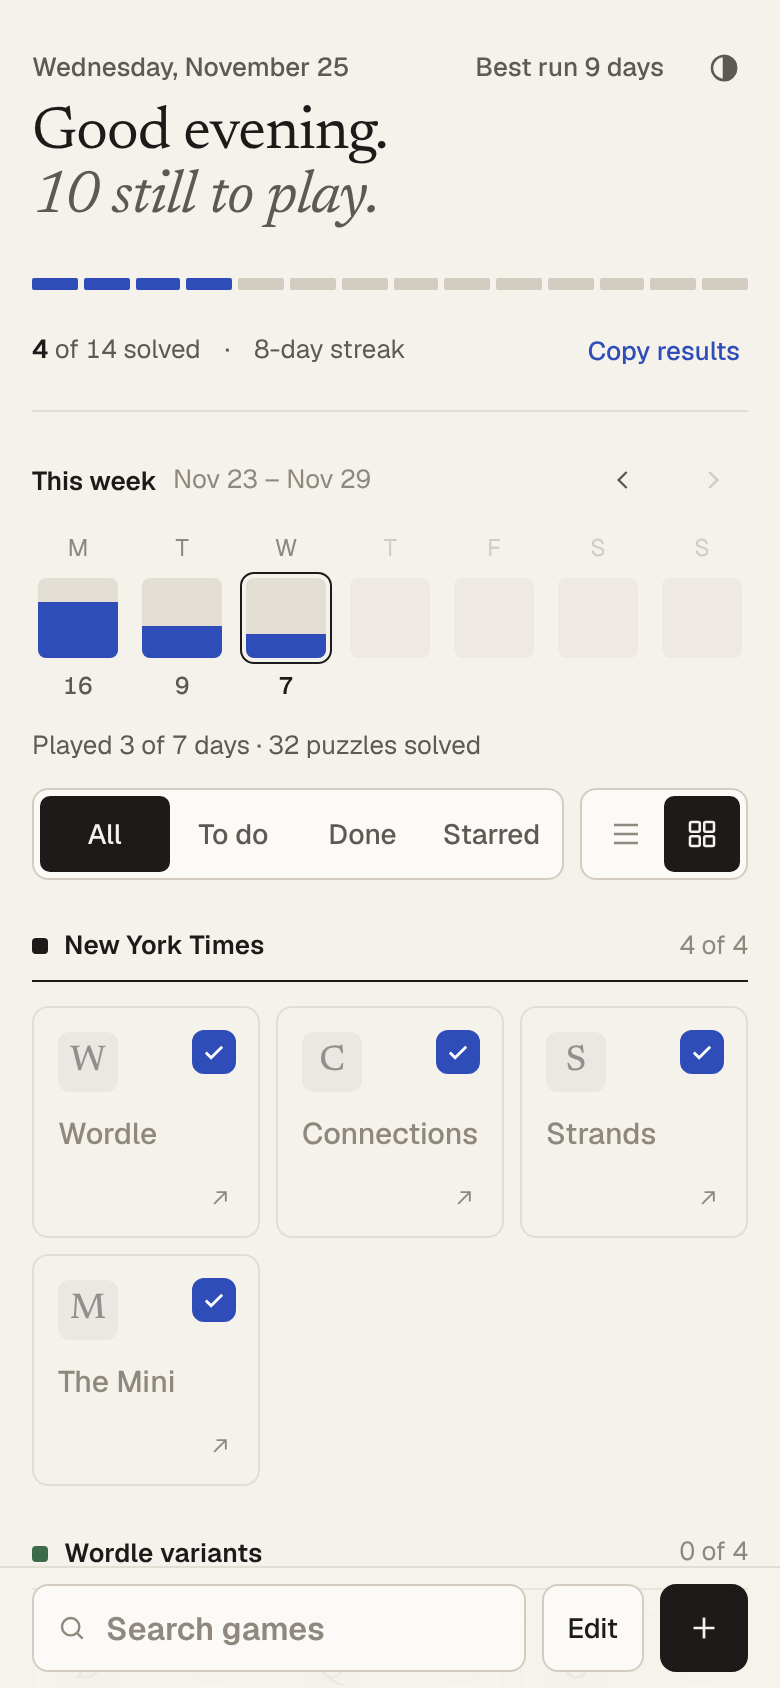 Wednesday, November 25
Best run 9 days
Good evening.
10 still to play.
4 of 14 solved · 8-day streak
Copy results
This week Nov 23 – Nov 29
M T W T F S S
16 9 7
Played 3 of 7 days · 32 puzzles solved
All To do Done Starred
New York Times 4 of 4
W C S
Wordle Connections Strands
M
The Mini
Wordle variants 0 of 4
Search games Edit